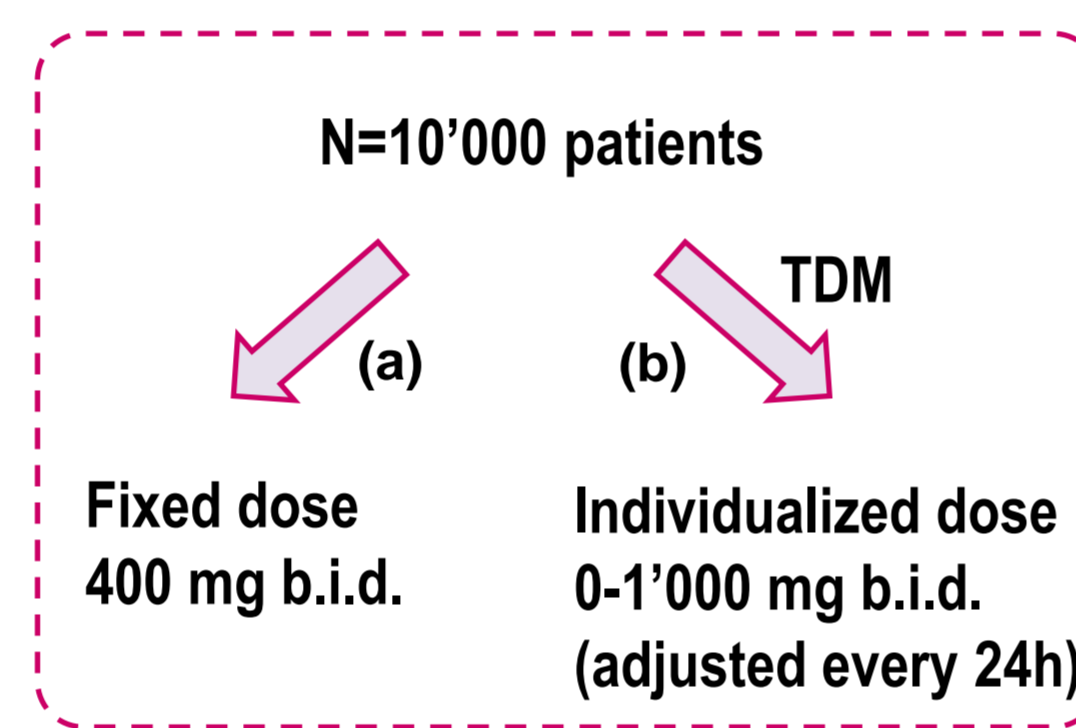 N=10’000 patients
TDM
(a)
(b)
Fixed dose
400 mg b.i.d.
Individualized dose
0-1’000 mg b.i.d.
(adjusted every 24h)